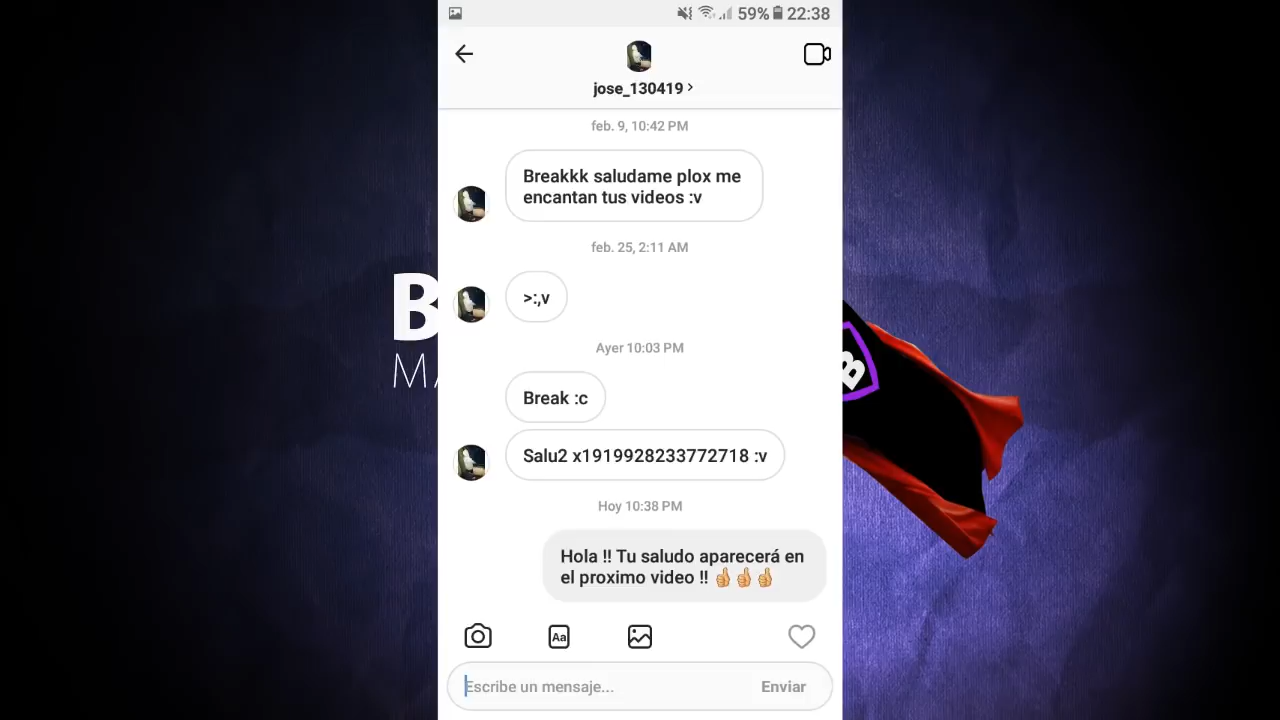 59% 22:38
jose_130419
feb. 9, 10:42 PM
Breakkk saludame plox me
encantan tus videos :v
feb. 25, 2:11 AM
>:,v
Ayer 10:03 PM
Break :c
Salu2 x1919928233772718 :v
Hoy 10:38 PM
Hola !! Tu saludo aparecerá en
el proximo video !! 👍👍👍
Aa
Escribe un mensaje... Enviar
B
MA
B